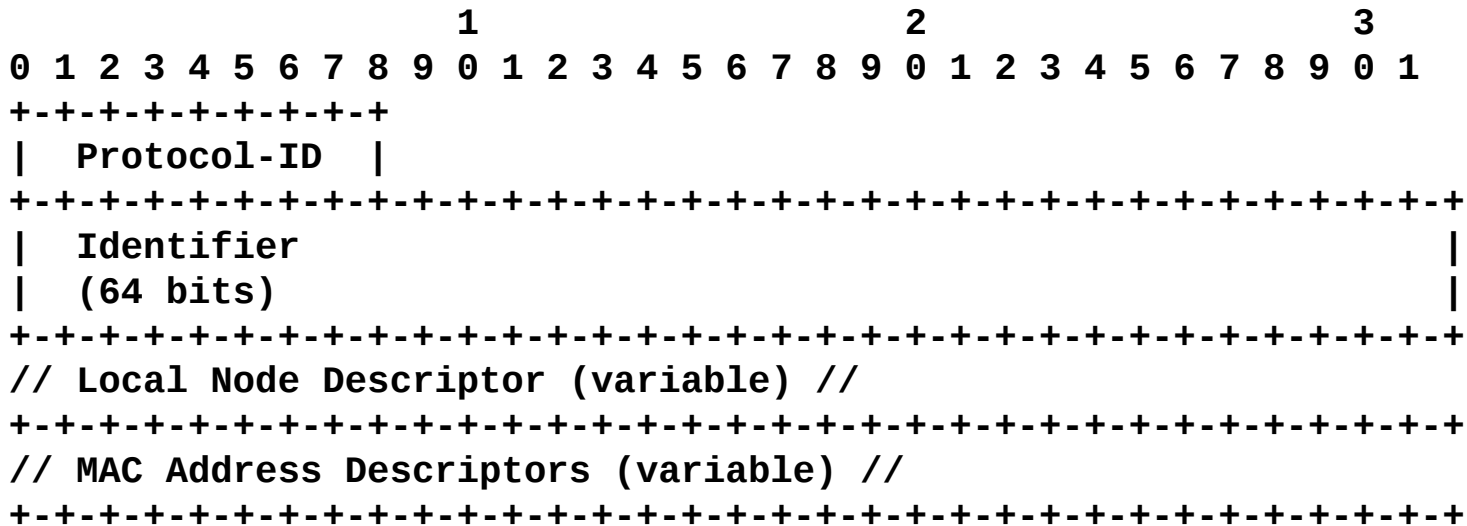 1                   2                   3
0 1 2 3 4 5 6 7 8 9 0 1 2 3 4 5 6 7 8 9 0 1 2 3 4 5 6 7 8 9 0 1
+-+-+-+-+-+-+-+-+
|  Protocol-ID  |
+-+-+-+-+-+-+-+-+-+-+-+-+-+-+-+-+-+-+-+-+-+-+-+-+-+-+-+-+-+-+-+-+
|  Identifier                                                   |
|  (64 bits)                                                    |
+-+-+-+-+-+-+-+-+-+-+-+-+-+-+-+-+-+-+-+-+-+-+-+-+-+-+-+-+-+-+-+-+
// Local Node Descriptor (variable) //
+-+-+-+-+-+-+-+-+-+-+-+-+-+-+-+-+-+-+-+-+-+-+-+-+-+-+-+-+-+-+-+-+
// MAC Address Descriptors (variable) //
+-+-+-+-+-+-+-+-+-+-+-+-+-+-+-+-+-+-+-+-+-+-+-+-+-+-+-+-+-+-+-+-+